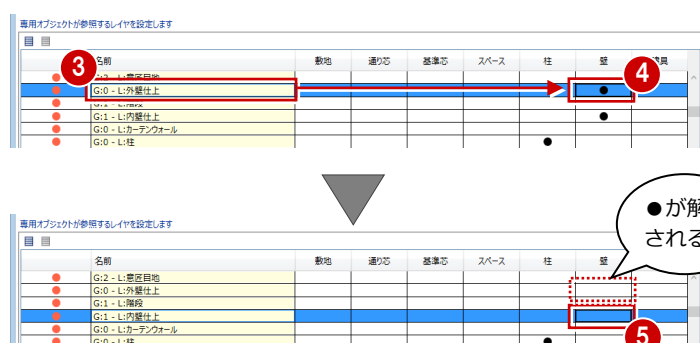 専用オブジェクトが参照するレイヤを設定します
名前 敷地 通り芯 基準芯 スペース 柱 壁
3
4
G:2 - L:意匠目地
G:0 - L:外壁仕上 ●
G:1 - L:階段
G:1 - L:内壁仕上 ●
G:0 - L:カーテンウォール
G:0 - L:柱 ●
●が解
される
専用オブジェクトが参照するレイヤを設定します
名前 敷地 通り芯 基準芯 スペース 柱 壁
G:2 - L:意匠目地
G:0 - L:外壁仕上
G:1 - L:階段
G:1 - L:内壁仕上
G:0 - L:カーテンウォール
5
G:0 - L:柱 ●